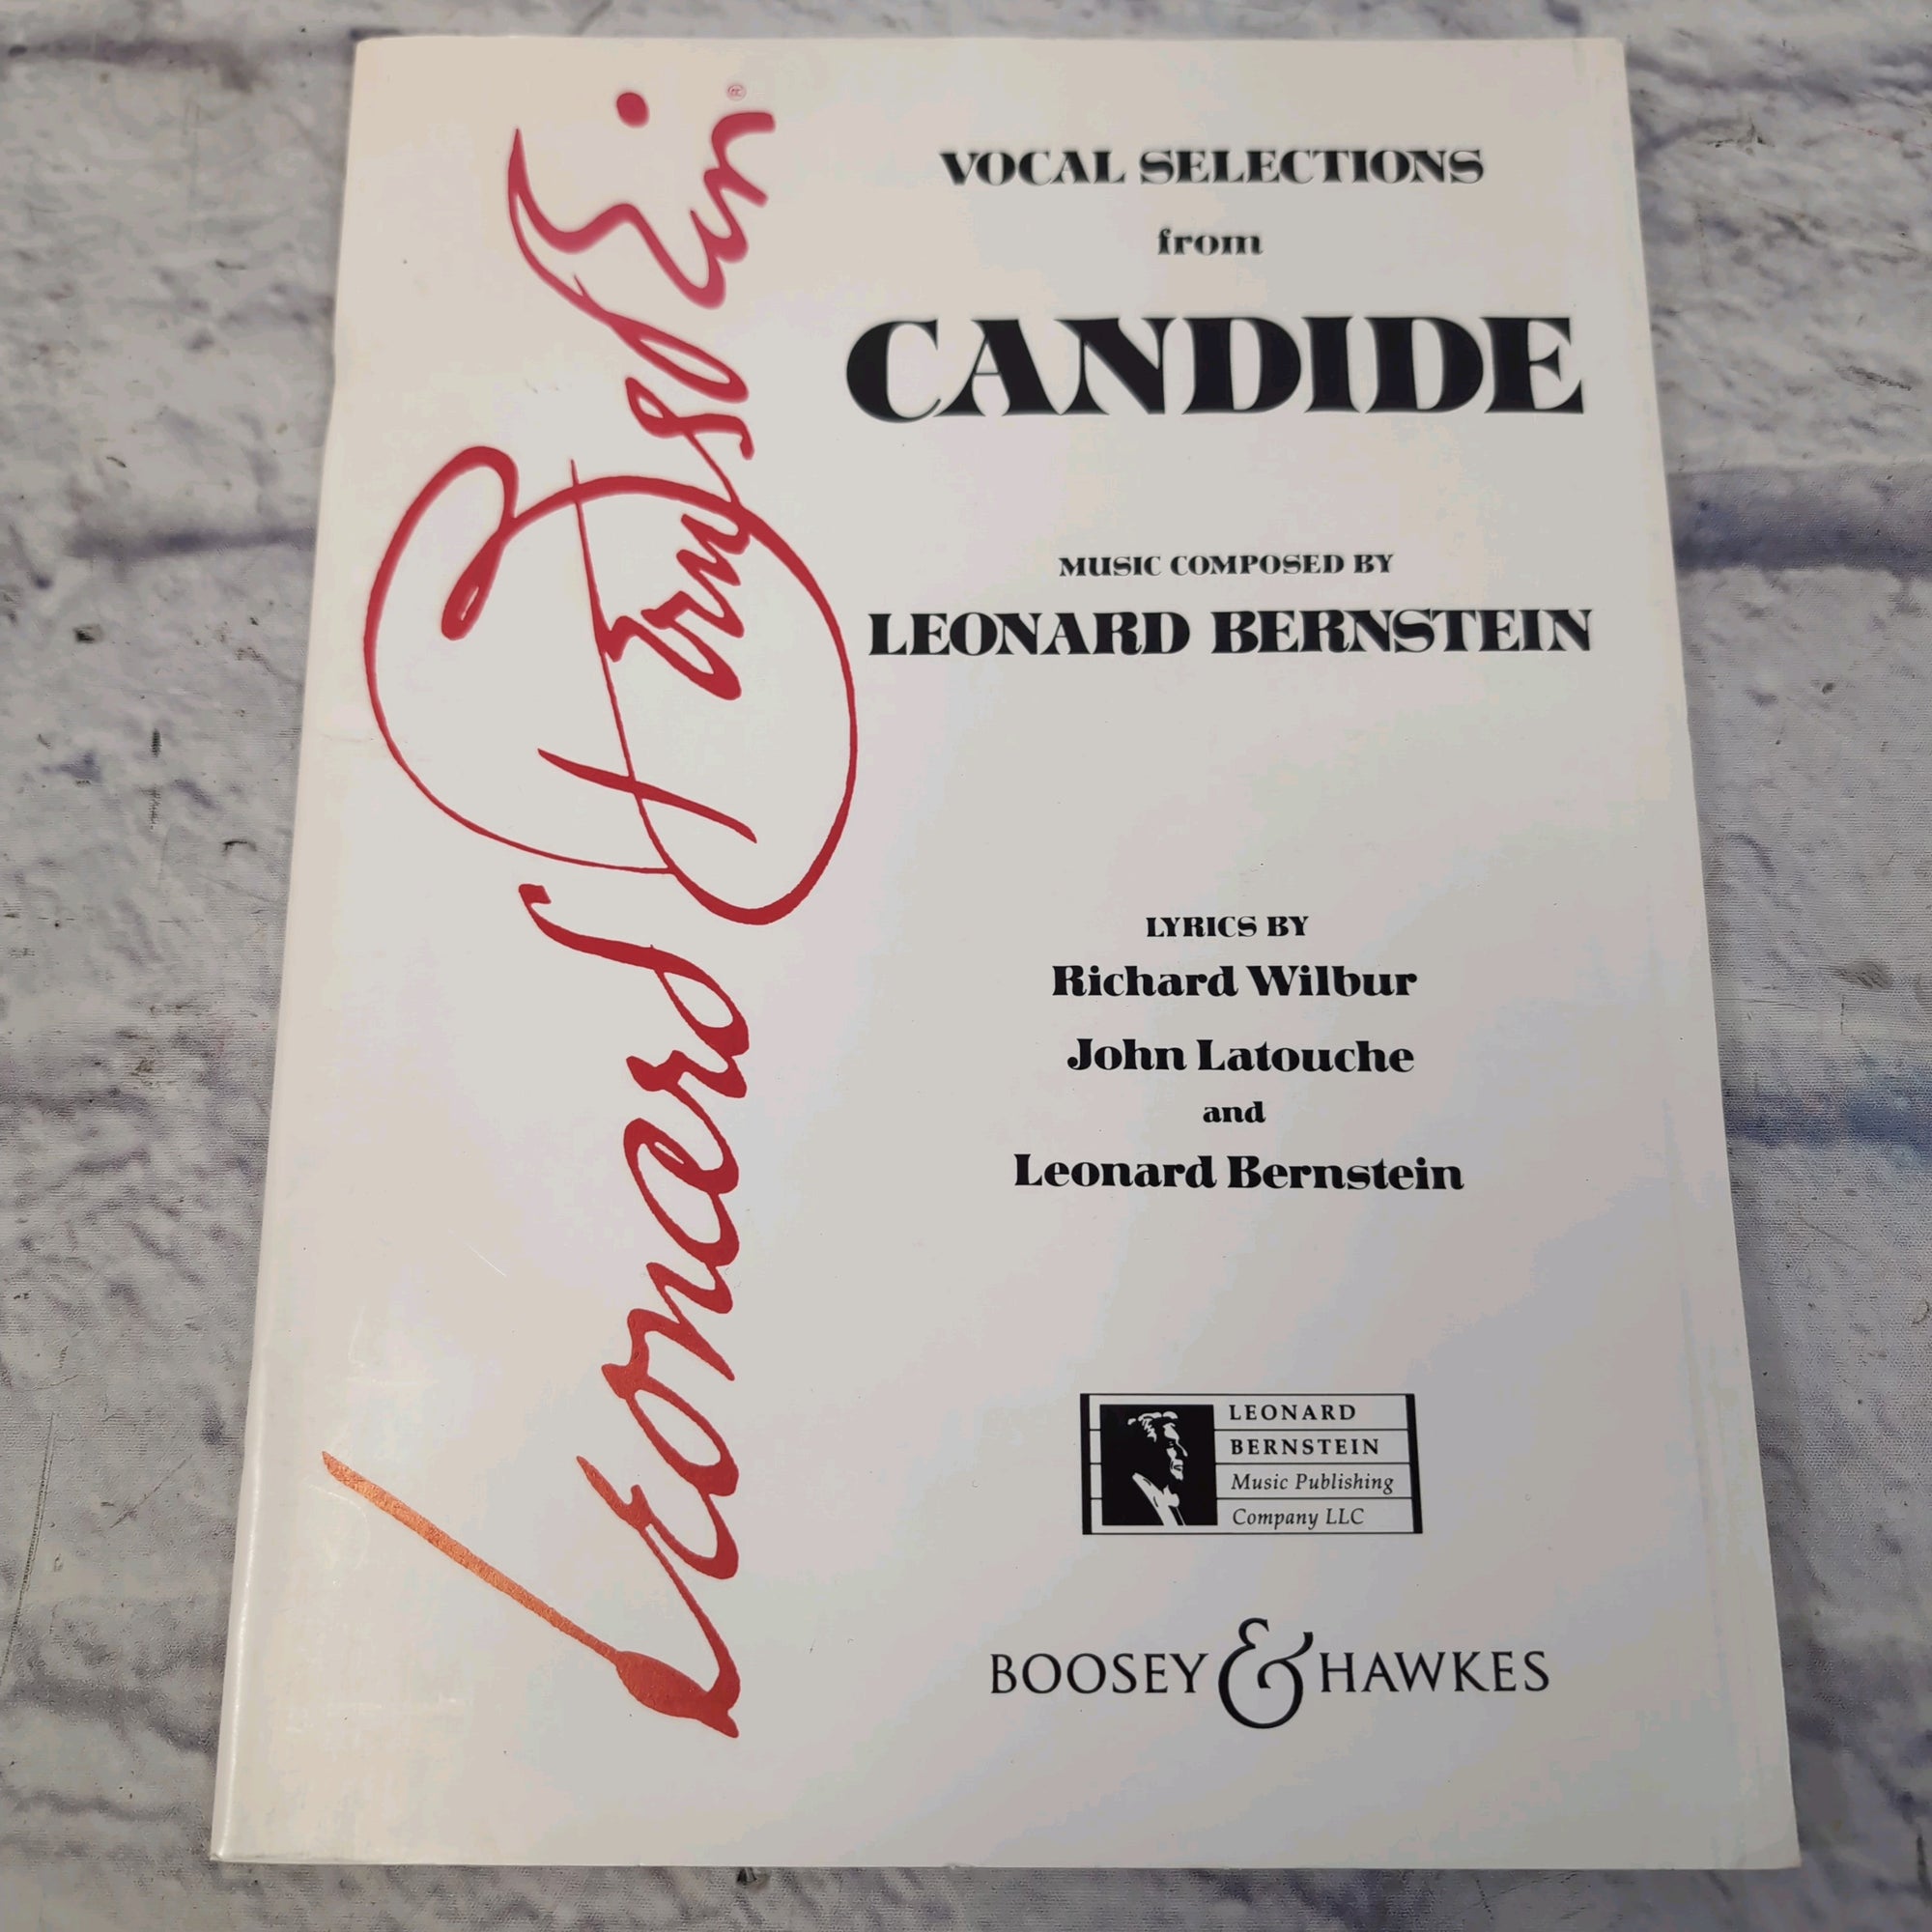 Leonard Bernstein
VOCAL SELECTIONS
from
CANDIDE
MUSIC COMPOSED BY
LEONARD BERNSTEIN
LYRICS BY
Richard Wilbur
John Latouche
and
Leonard Bernstein
LEONARD
BERNSTEIN
Music Publishing
Company LLC
BOOSEY & HAWKES